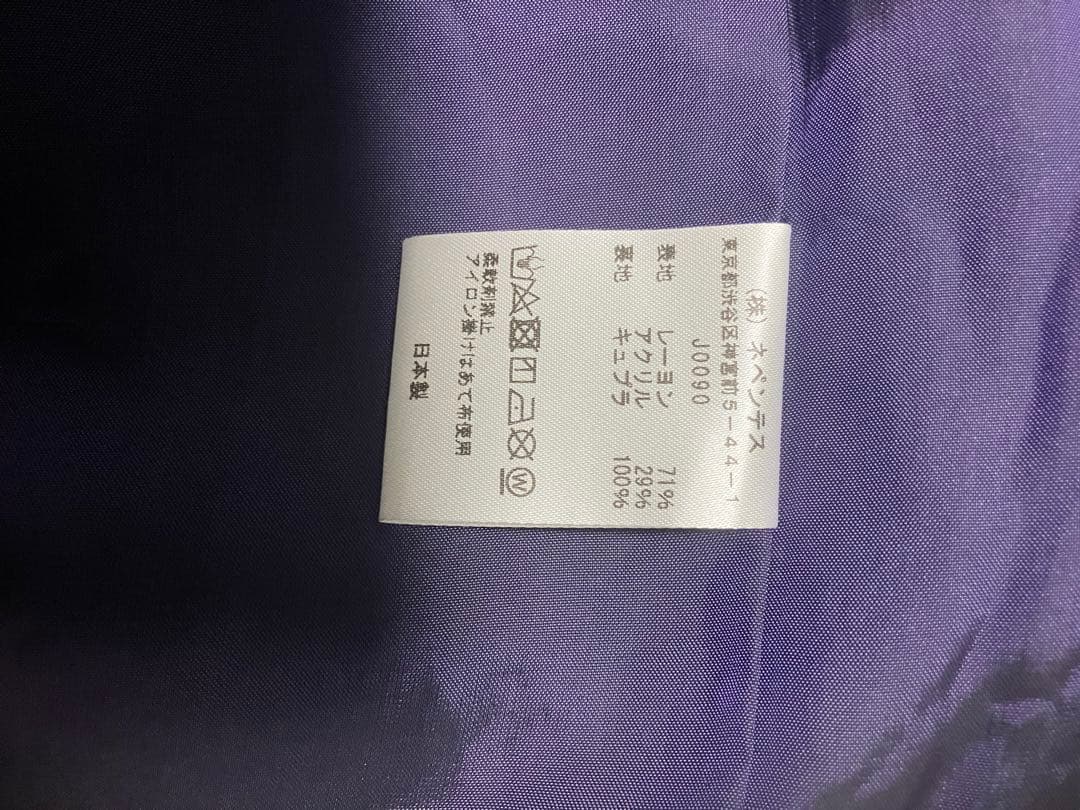 (株)ネペンテス
東京都渋谷区神宮前5-44-1
J0090
表地 レーヨン 71%
アクリル 29%
裏地 キュプラ 100%
W
柔軟剤禁止
アイロン掛けはあて布使用
日本製